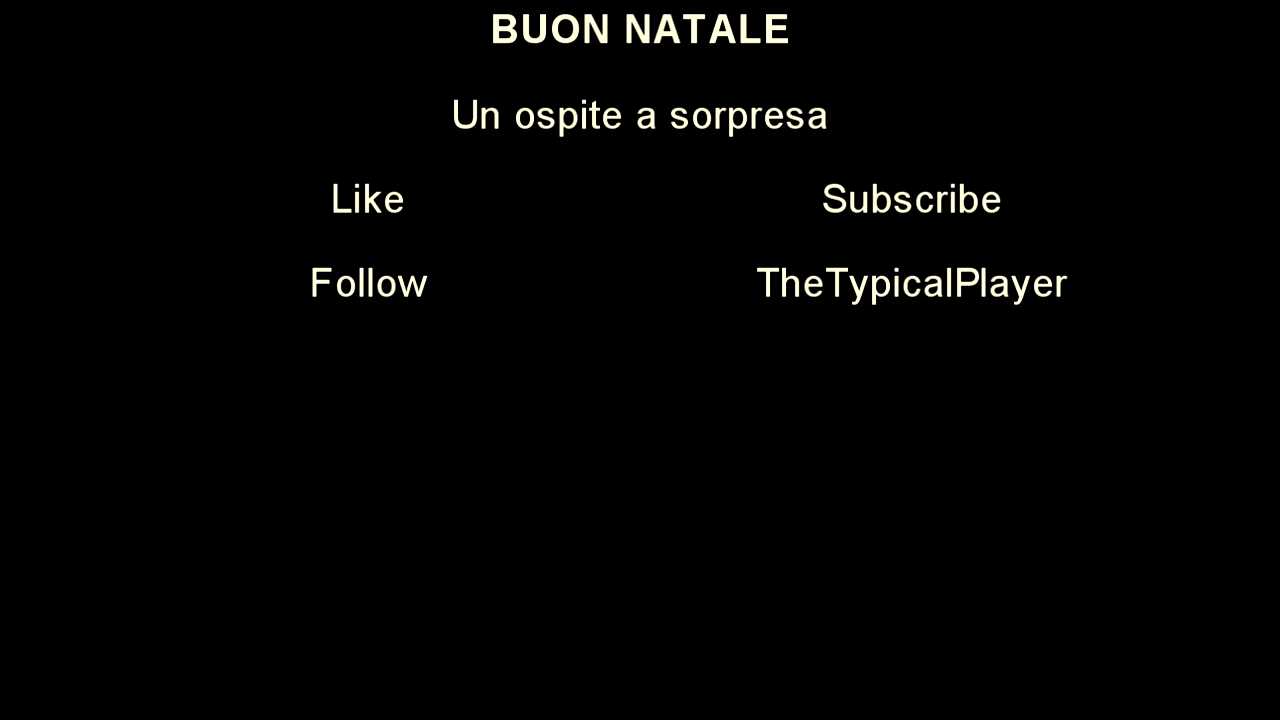 BUON NATALE
Un ospite a sorpresa
Like Subscribe
Follow TheTypicalPlayer